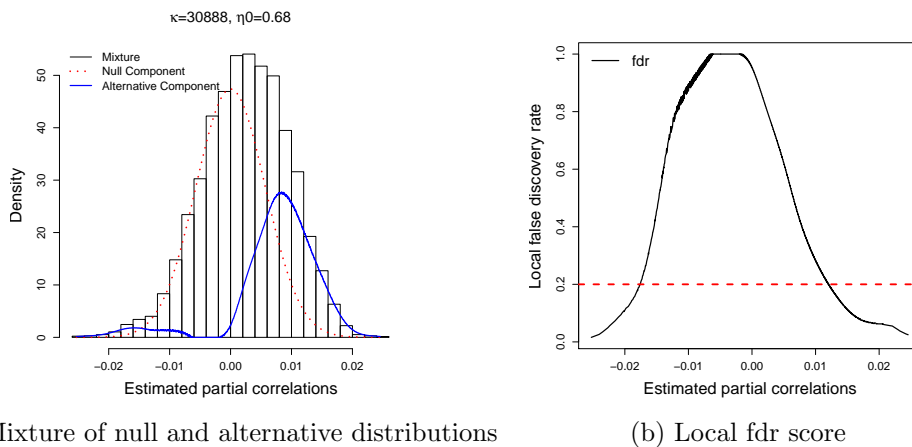 κ=30888, η0=0.68
Mixture
Null Component
Alternative Component
Density
0
10
20
30
40
50
−0.02
−0.01
0.00
0.01
0.02
Estimated partial correlations
fdr
Local false discovery rate
0.0
0.2
0.4
0.6
0.8
1.0
−0.02
−0.01
0.00
0.01
0.02
Estimated partial correlations
Mixture of null and alternative distributions
(b) Local fdr score